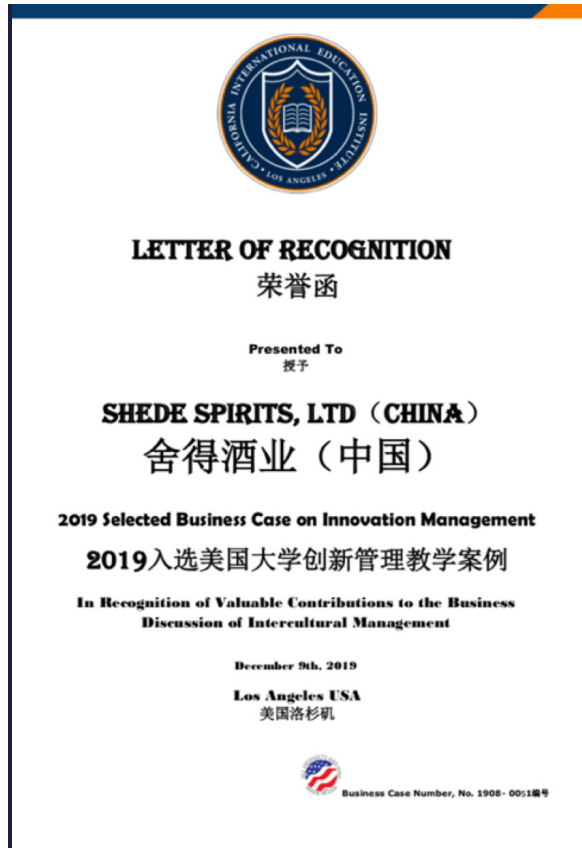 CALIFORNIA INTERNATIONAL EDUCATION INSTITUTE
LOS ANGELES
LETTER OF RECOGNITION
荣誉函
Presented To
授予
SHEDE SPIRITS, LTD（CHINA）
舍得酒业（中国）
2019 Selected Business Case on Innovation Management
2019入选美国大学创新管理教学案例
In Recognition of Valuable Contributions to the Business
Discussion of Intercultural Management
December 9th, 2019
Los Angeles USA
美国洛杉矶
Business Case Number, No. 1908- 0051编号